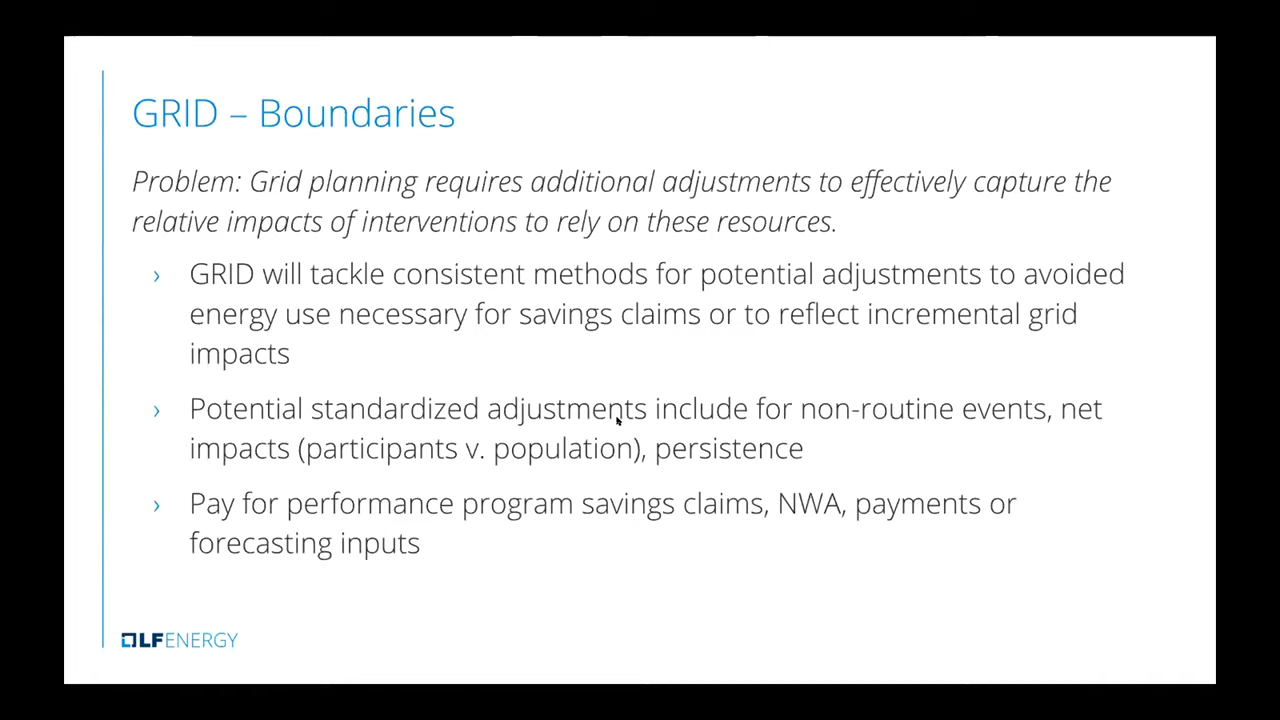 GRID – Boundaries
Problem: Grid planning requires additional adjustments to effectively capture the
relative impacts of interventions to rely on these resources.
› GRID will tackle consistent methods for potential adjustments to avoided
energy use necessary for savings claims or to reflect incremental grid
impacts
› Potential standardized adjustments include for non-routine events, net
impacts (participants v. population), persistence
› Pay for performance program savings claims, NWA, payments or
forecasting inputs
LFENERGY